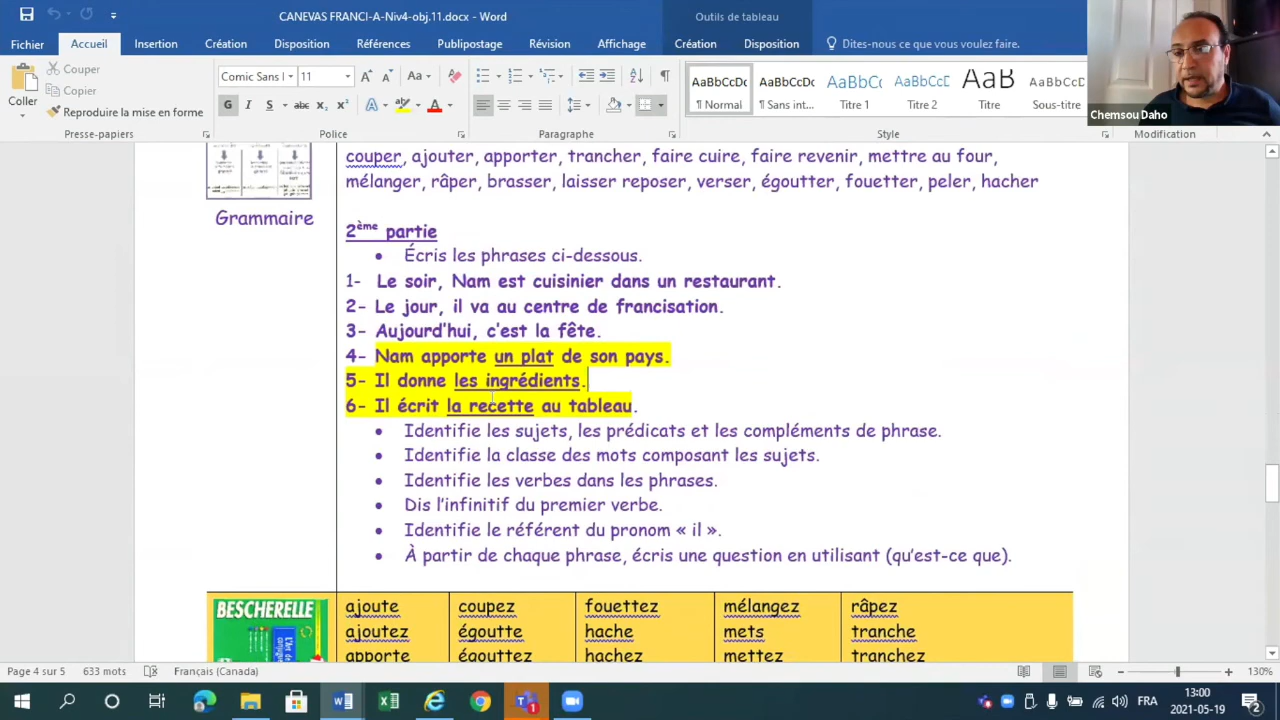 CANEVAS FRANCI-A-Niv4-obj.11.docx - Word
Outils de tableau
Fichier Accueil Insertion Création Disposition Références Publipostage Révision Affichage Création Disposition Dites-nous ce que vous voulez faire.
Coller
Couper
Copier
Reproduire la mise en forme
Comic Sans 11
AaBbCcDc AaBbCcDc AaBbCc AaBbCcD AaB AaBbCcD
¶ Normal ¶ Sans int... Titre 1 Titre 2 Titre Sous-titre
Chemsou Daho
Presse-papiers Police Paragraphe Style Modification
couper, ajouter, apporter, trancher, faire cuire, faire revenir, mettre au four,
mélanger, râper, brasser, laisser reposer, verser, égoutter, fouetter, peler, hacher
Grammaire
2ème partie
• Écris les phrases ci-dessous.
1- Le soir, Nam est cuisinier dans un restaurant.
2- Le jour, il va au centre de francisation.
3- Aujourd'hui, c'est la fête.
4- Nam apporte un plat de son pays.
5- Il donne les ingrédients.
6- Il écrit la recette au tableau.
• Identifie les sujets, les prédicats et les compléments de phrase.
• Identifie la classe des mots composant les sujets.
• Identifie les verbes dans les phrases.
• Dis l'infinitif du premier verbe.
• Identifie le référent du pronom « il ».
• À partir de chaque phrase, écris une question en utilisant (qu'est-ce que).
BESCHERELLE
ajoute coupez fouettez mélangez râpez
ajoutez égoutte hache mets tranche
apporte égouttez hachez mettez tranchez
Page 4 sur 5 633 mots Français (Canada) 130%
FRA
13:00
2021-05-19